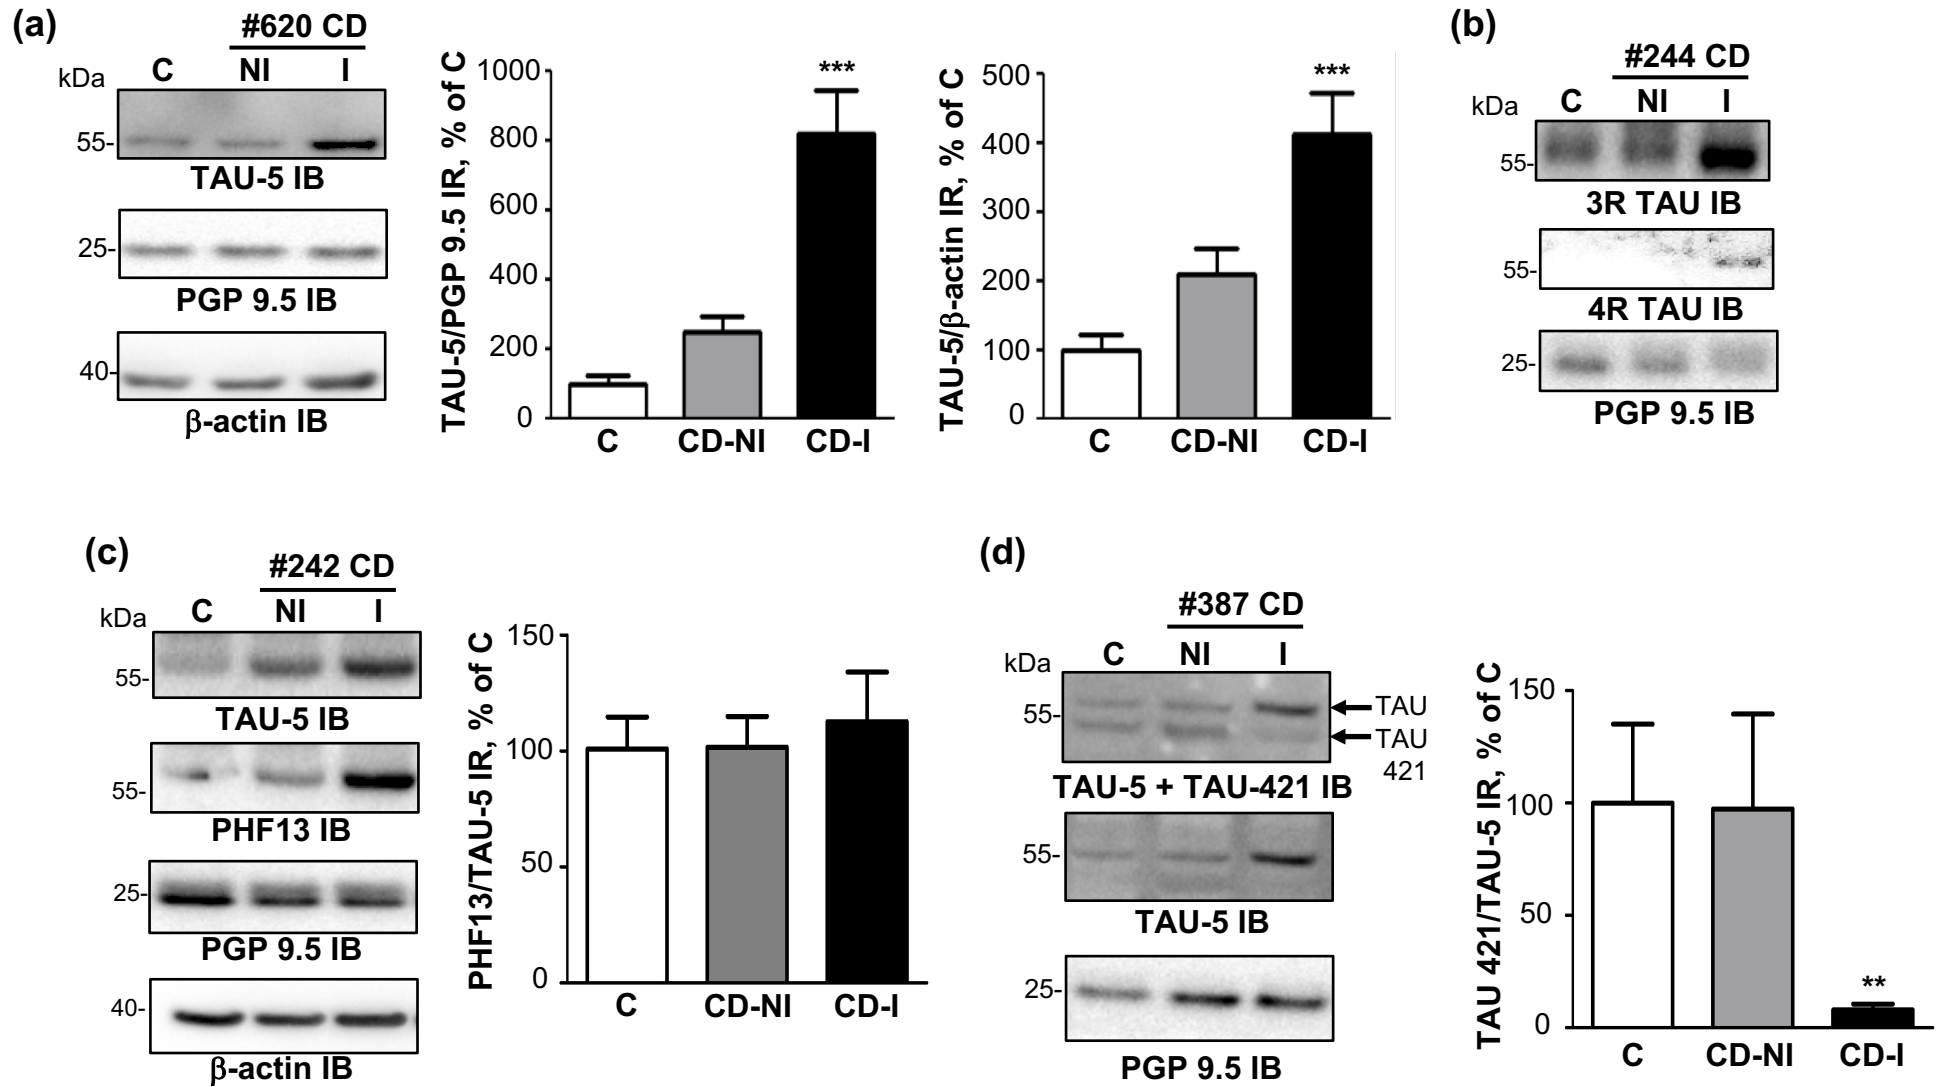 (a)
#620 CD
kDa
C
NI
I
55-
TAU-5 IB
25-
PGP 9.5 IB
40-
β-actin IB
TAU-5/PGP 9.5 IR, % of C
1000
800
600
400
200
0
***
C
CD-NI
CD-I
TAU-5/β-actin IR, % of C
500
400
300
200
100
0
***
C
CD-NI
CD-I
(b)
#244 CD
kDa
C
NI
I
55-
3R TAU IB
55-
4R TAU IB
25-
PGP 9.5 IB
(c)
#242 CD
kDa
C
NI
I
55-
TAU-5 IB
55-
PHF13 IB
25-
PGP 9.5 IB
40-
β-actin IB
PHF13/TAU-5 IR, % of C
150
100
50
0
C
CD-NI
CD-I
(d)
#387 CD
kDa
C
NI
I
55-
TAU
TAU
421
TAU-5 + TAU-421 IB
55-
TAU-5 IB
25-
PGP 9.5 IB
TAU 421/TAU-5 IR, % of C
150
100
50
0
**
C
CD-NI
CD-I